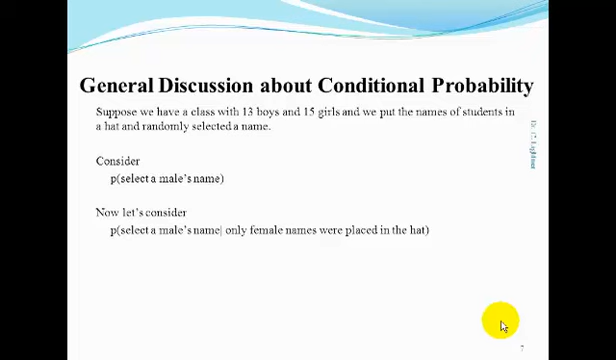 General Discussion about Conditional Probability
Suppose we have a class with 13 boys and 15 girls and we put the names of students in
a hat and randomly selected a name.
Consider
p(select a male's name)
Now let's consider
p(select a male's name| only female names were placed in the hat)
7